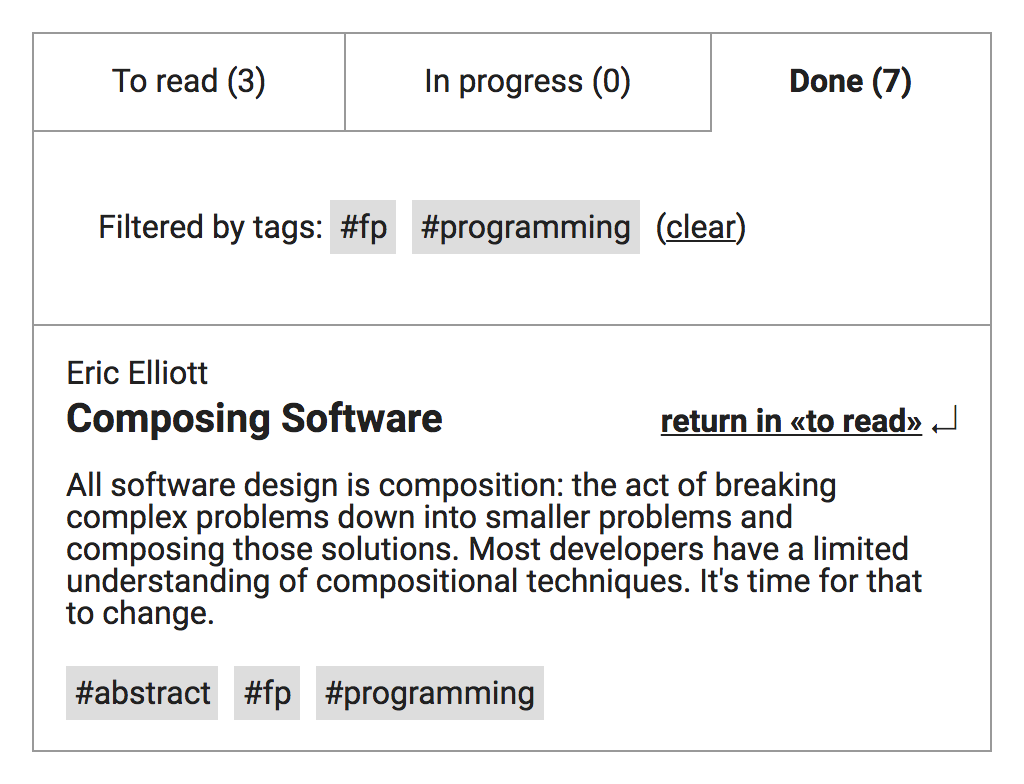 To read (3) In progress (0) Done (7)
Filtered by tags: #fp #programming (clear)
Eric Elliott
Composing Software return in «to read»
All software design is composition: the act of breaking
complex problems down into smaller problems and
composing those solutions. Most developers have a limited
understanding of compositional techniques. It's time for that
to change.
#abstract #fp #programming